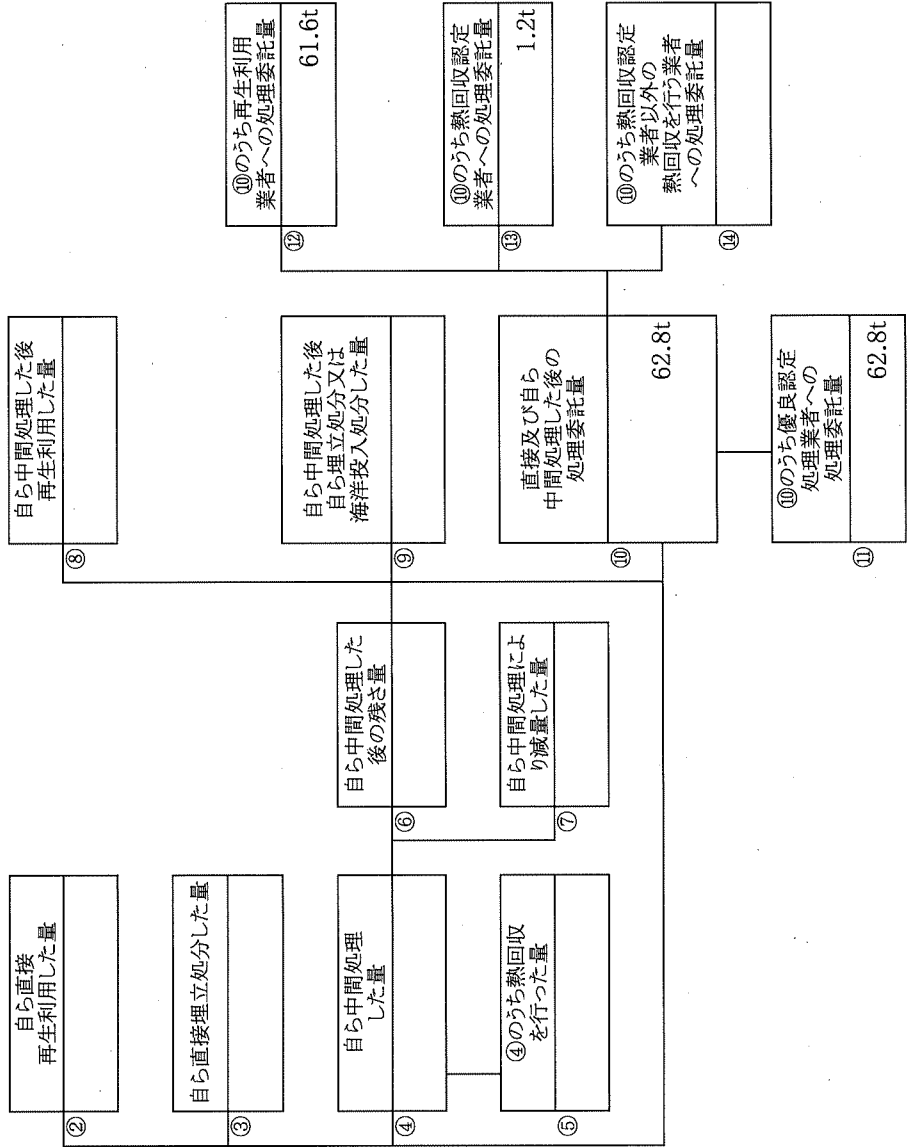 ②
自ら直接
再生利用した量
③
自ら直接埋立処分した量
④
自ら中間処理
した量
⑤
④のうち熱回収
を行った量
⑥
自ら中間処理した
後の残さ量
⑦
自ら中間処理によ
り減量した量
⑧
自ら中間処理した後
再生利用した量
⑨
自ら中間処理した後
自ら埋立処分又は
海洋投入処分した量
⑩
直接及び自ら
中間処理した後の
処理委託量
62.8t
⑪
⑩のうち優良認定
処理業者への
処理委託量
62.8t
⑫
⑩のうち再生利用
業者への処理委託量
61.6t
⑬
⑩のうち熱回収認定
業者への処理委託量
1.2t
⑭
⑩のうち熱回収認定
業者以外の
熱回収を行う業者
への処理委託量